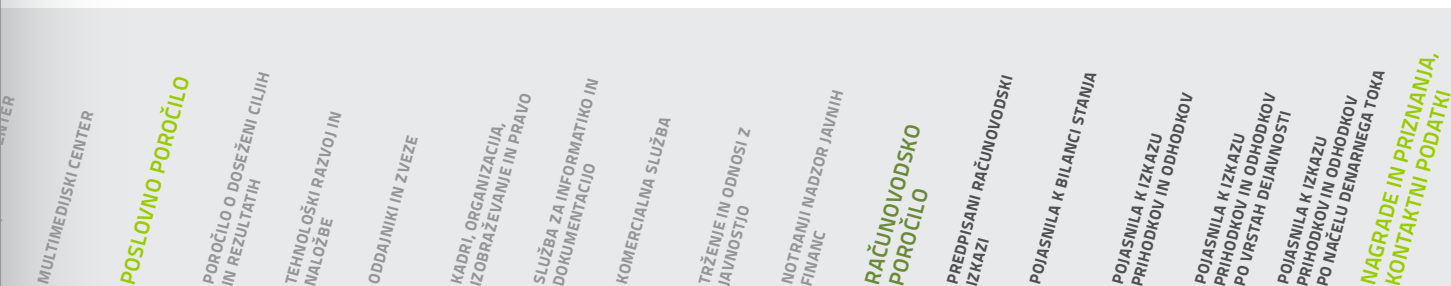 MULTIMEDIJSKI CENTER
POSLOVNO POROČILO
POROČILO O DOSEŽENI CILJIH
IN REZULTATIH
TEHNOLOŠKI RAZVOJ IN
NALOŽBE
ODDAJNIKI IN ZVEZE
KADRI, ORGANIZACIJA,
IZOBRAŽEVANJE IN PRAVO
SLUŽBA ZA INFORMATIKO IN
DOKUMENTACIJO
KOMERCIALNA SLUŽBA
TRŽENJE IN ODNOSI Z
JAVNOSTJO
NOTRANJI NADZOR JAVNIH
FINANC
RAČUNOVODSKO
POROČILO
PREDPISANI RAČUNOVODSKI
IZKAZI
POJASNILA K BILANCI STANJA
POJASNILA K IZKAZU
PRIHODKOV IN ODHODKOV
POJASNILA K IZKAZU
PRIHODKOV IN ODHODKOV
PO VRSTAH DEJAVNOSTI
POJASNILA K IZKAZU
PRIHODKOV IN ODHODKOV
PO NAČELU DENARNEGA TOKA
NAGRADE IN PRIZNANJA,
KONTAKTNI PODATKI